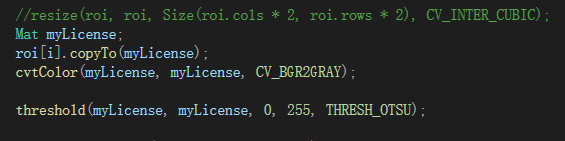 //resize(roi, roi, Size(roi.cols * 2, roi.rows * 2), CV_INTER_CUBIC);
Mat myLicense;
roi[i].copyTo(myLicense);
cvtColor(myLicense, myLicense, CV_BGR2GRAY);
threshold(myLicense, myLicense, 0, 255, THRESH_OTSU);